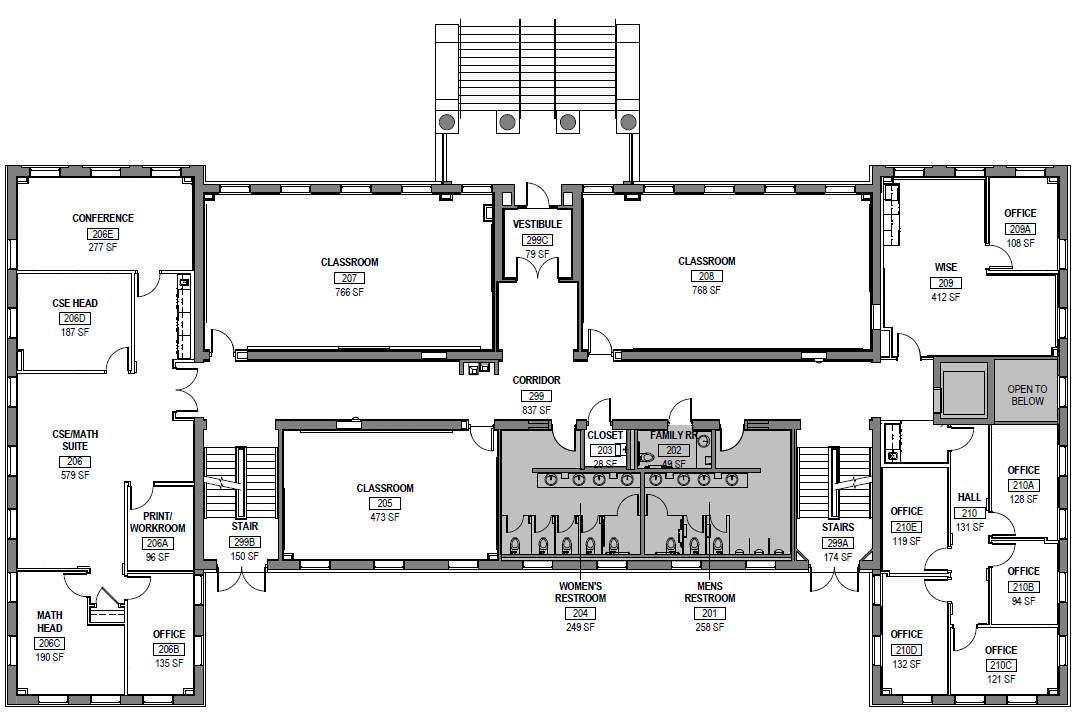 CONFERENCE
206E
277 SF
CSE HEAD
206D
187 SF
CSE/MATH
SUITE
206
579 SF
PRINT/
WORKROOM
206A
96 SF
MATH
HEAD
206C
190 SF
OFFICE
206B
135 SF
CLASSROOM
207
766 SF
VESTIBULE
299C
79 SF
CLASSROOM
208
768 SF
WISE
209
412 SF
OFFICE
209A
108 SF
CORRIDOR
299
837 SF
OPEN TO
BELOW
STAIR
299B
150 SF
CLASSROOM
205
473 SF
CLOSET
203
28 SF
FAMILY RR
202
49 SF
WOMEN'S
RESTROOM
204
249 SF
MENS
RESTROOM
201
258 SF
STAIRS
299A
174 SF
HALL
210
131 SF
OFFICE
210A
128 SF
OFFICE
210E
119 SF
OFFICE
210B
94 SF
OFFICE
210D
132 SF
OFFICE
210C
121 SF